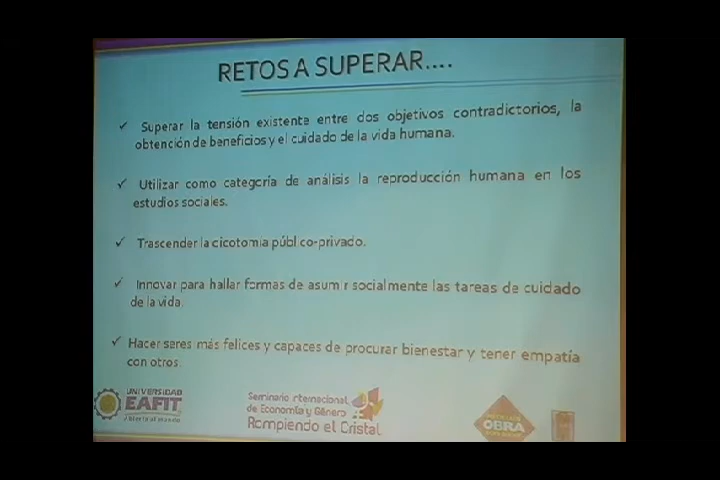 RETOS A SUPERAR....
✓ Superar la tensión existente entre dos objetivos contradictorios, la
obtención de beneficios y el cuidado de la vida humana.
✓ Utilizar como categoría de análisis la reproducción humana en los
estudios sociales.
✓ Trascender la dicotomía público-privado.
✓ Innovar para hallar formas de asumir socialmente las tareas de cuidado
de la vida.
✓ Hacer seres más felices y capaces de procurar bienestar y tener empatía
con otros.
UNIVERSIDAD
EAFIT
Abierta al mundo
Seminario Internacional
de Economía y Género
Rompiendo el Cristal
OBRA